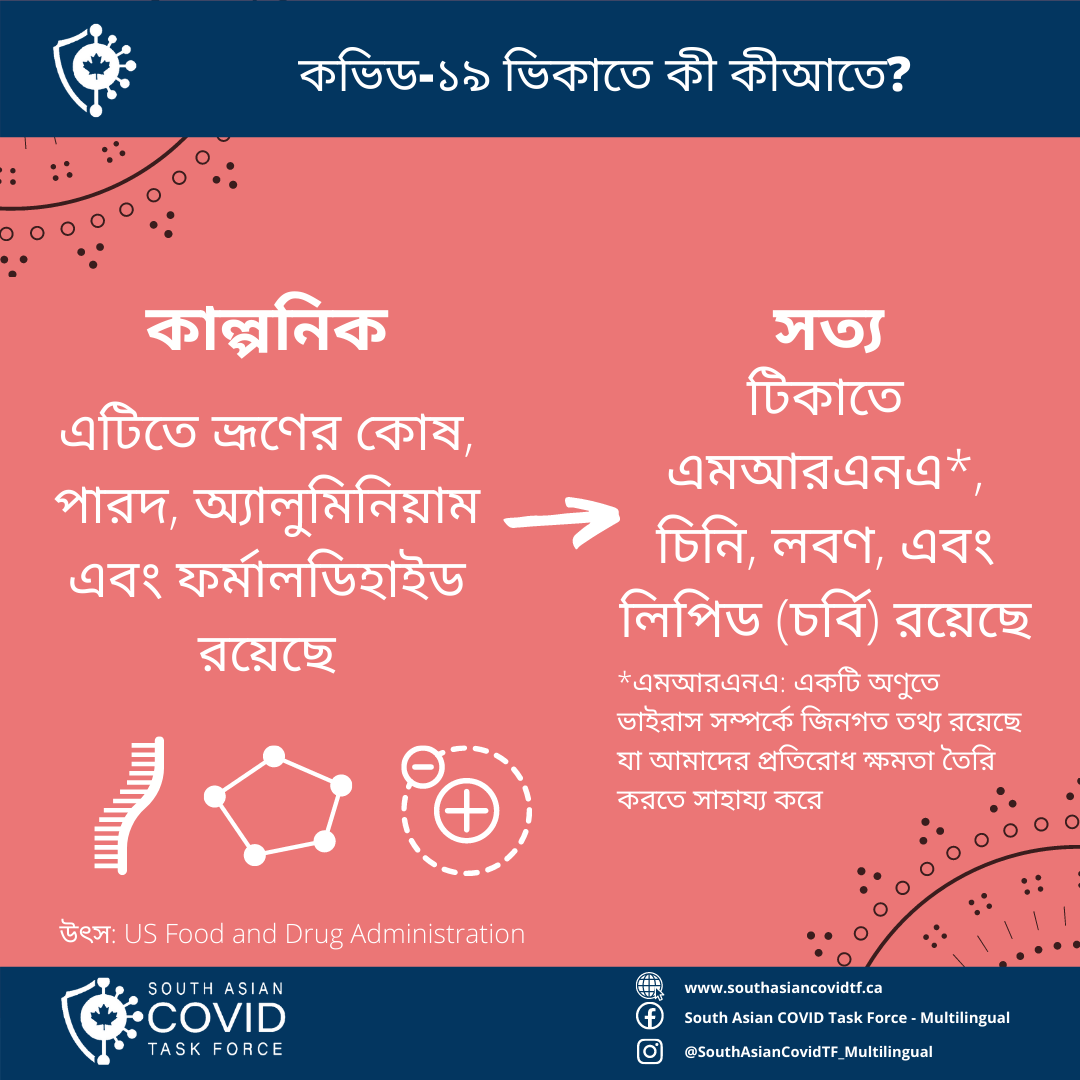 কভিড-১৯ ভিকাতে কী কীআতে?
কাল্পনিক
এটিতে ভ্রূণের কোষ,
পারদ, অ্যালুমিনিয়াম
এবং ফর্মালডিহাইড
রয়েছে
সত্য
টিকাতে
এমআরএনএ*,
চিনি, লবণ, এবং
লিপিড (চর্বি) রয়েছে
*এমআরএনএ: একটি অণুতে
ভাইরাস সম্পর্কে জিনগত তথ্য রয়েছে
যা আমাদের প্রতিরোধ ক্ষমতা তৈরি
করতে সাহায্য করে
উৎস: US Food and Drug Administration
SOUTH ASIAN
COVID
TASK FORCE
www.southasiancovidtf.ca
South Asian COVID Task Force - Multilingual
@SouthAsianCovidTF_Multilingual